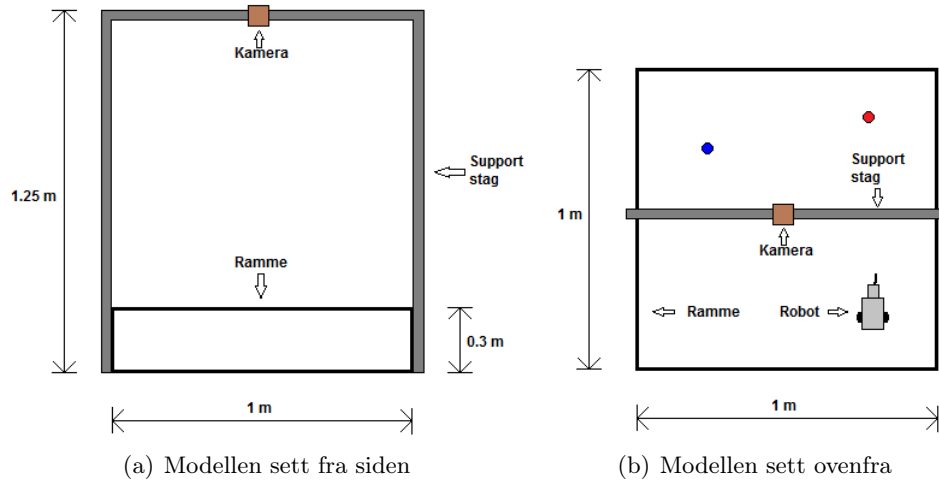 Kamera
1.25 m
Support
stag
Ramme
0.3 m
1 m
(a) Modellen sett fra siden
Support
stag
1 m
Kamera
Ramme
Robot
1 m
(b) Modellen sett ovenfra